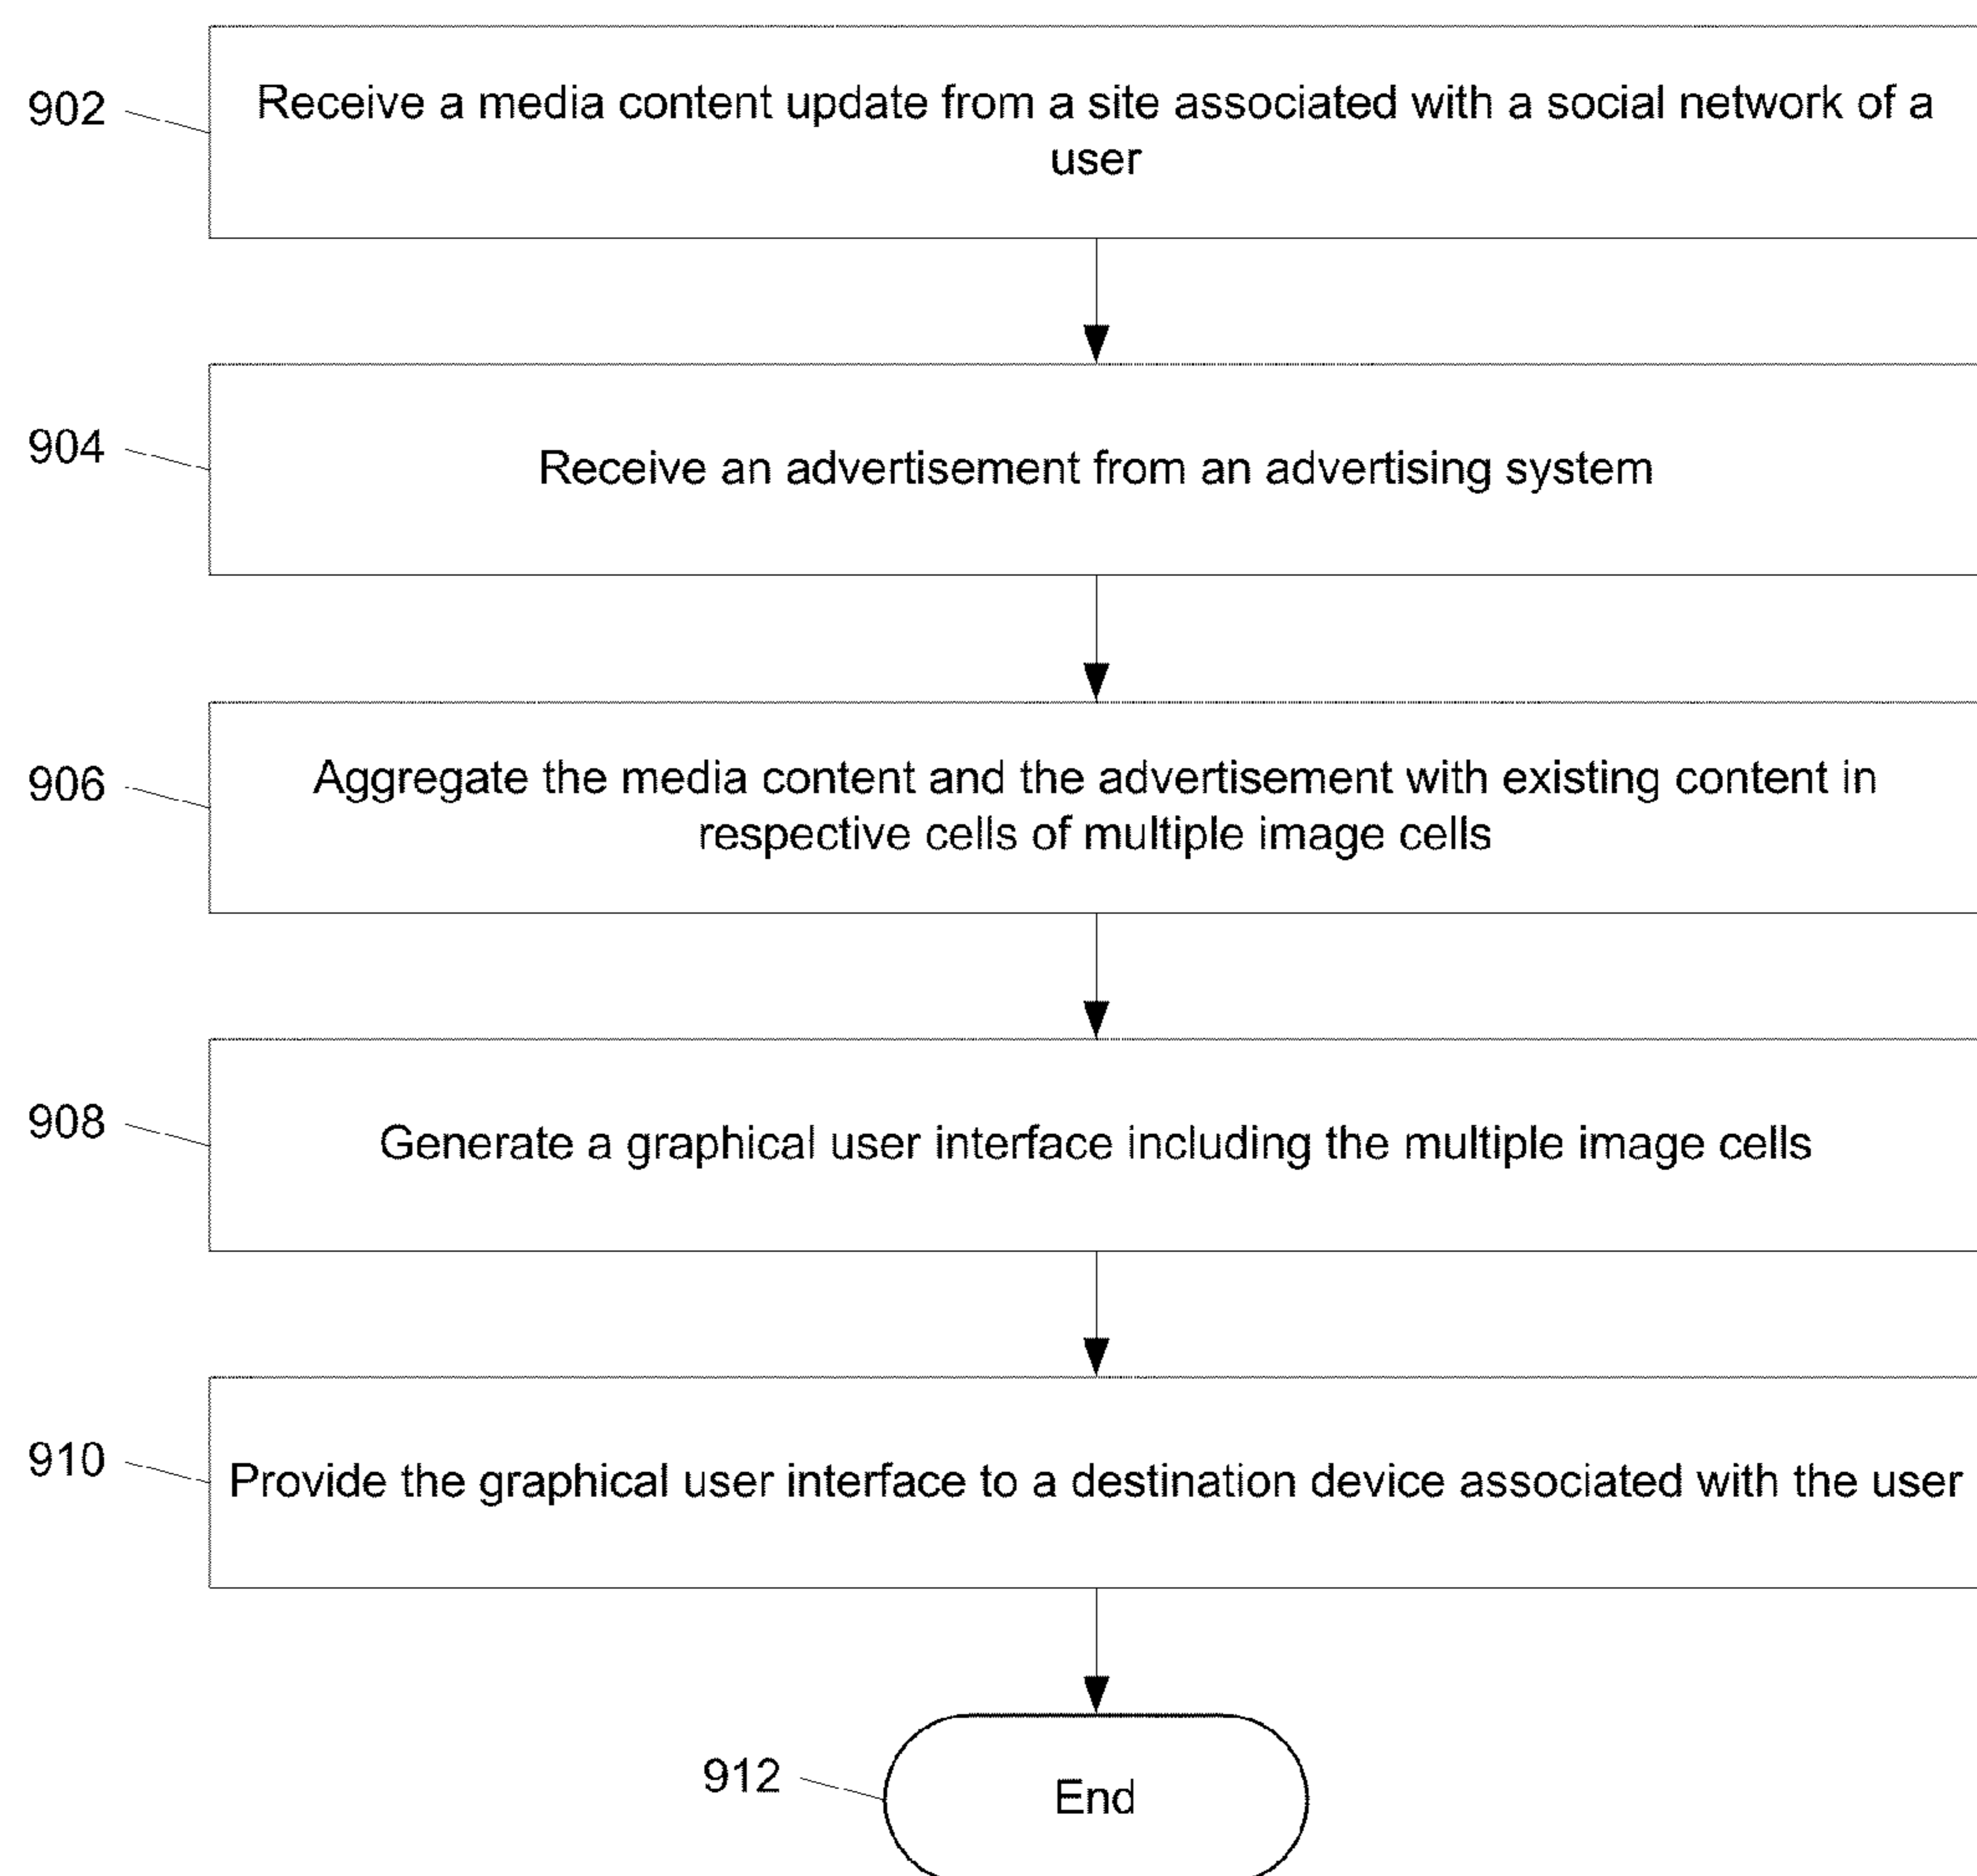 902
Receive a media content update from a site associated with a social network of a
user
904
Receive an advertisement from an advertising system
906
Aggregate the media content and the advertisement with existing content in
respective cells of multiple image cells
908
Generate a graphical user interface including the multiple image cells
910
Provide the graphical user interface to a destination device associated with the user
912
End